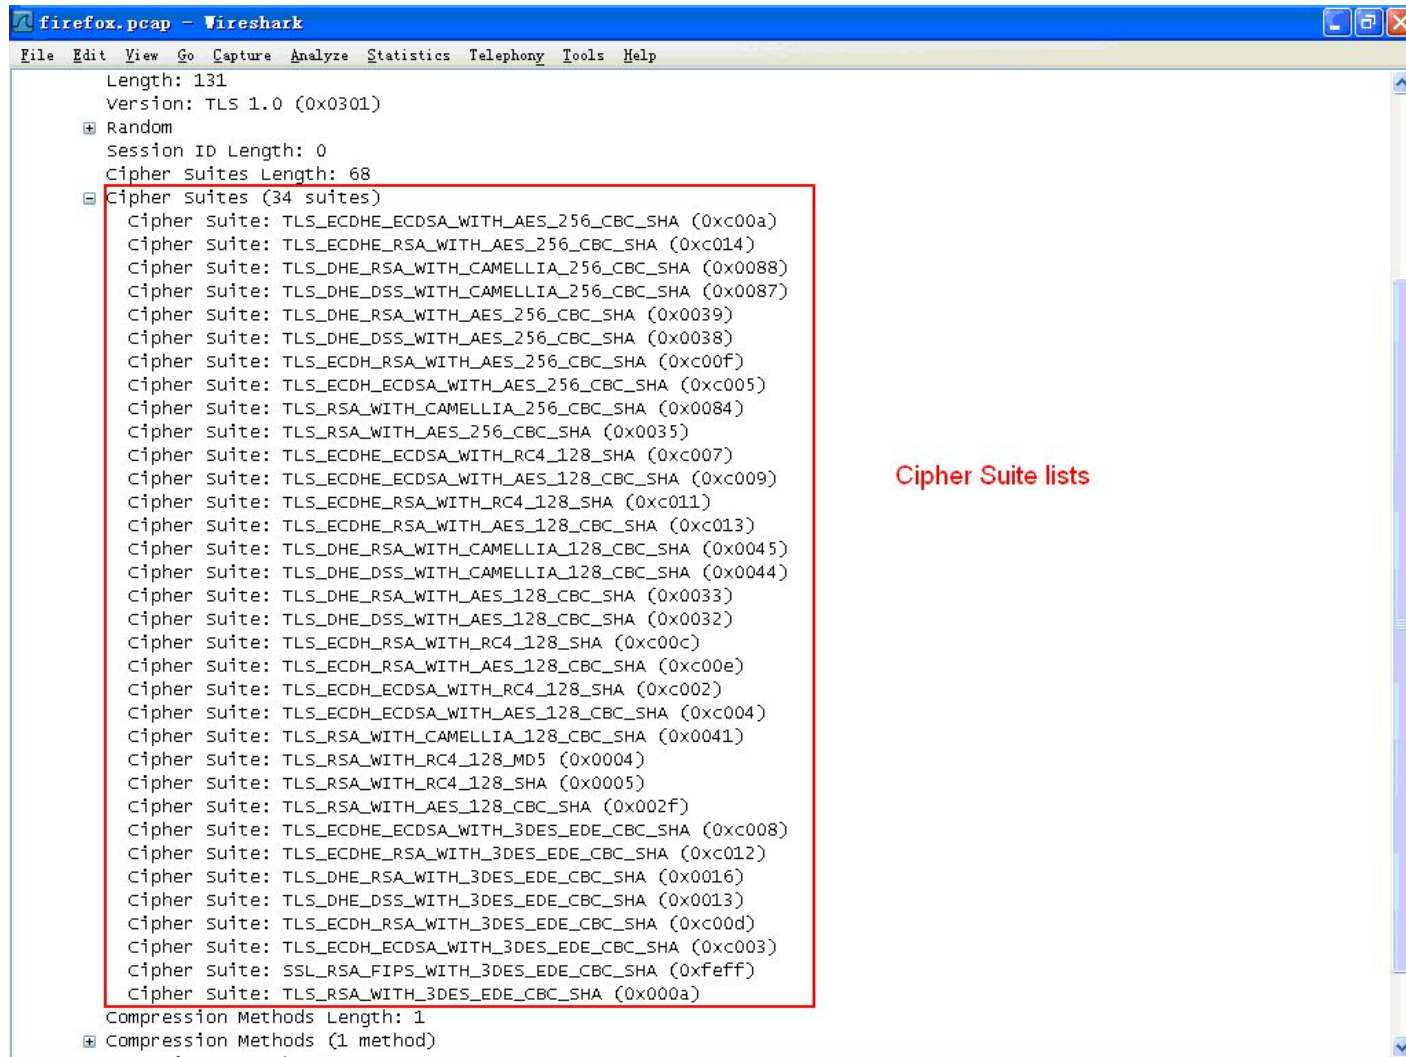 firefox.pcap - Wireshark
File Edit View Go Capture Analyze Statistics Telephony Tools Help
Length: 131
Version: TLS 1.0 (0x0301)
Random
Session ID Length: 0
Cipher Suites Length: 68
Cipher Suites (34 suites)
Cipher Suite: TLS_ECDHE_ECDSA_WITH_AES_256_CBC_SHA (0xc00a)
Cipher Suite: TLS_ECDHE_RSA_WITH_AES_256_CBC_SHA (0xc014)
Cipher Suite: TLS_DHE_RSA_WITH_CAMELLIA_256_CBC_SHA (0x0088)
Cipher Suite: TLS_DHE_DSS_WITH_CAMELLIA_256_CBC_SHA (0x0087)
Cipher Suite: TLS_DHE_RSA_WITH_AES_256_CBC_SHA (0x0039)
Cipher Suite: TLS_DHE_DSS_WITH_AES_256_CBC_SHA (0x0038)
Cipher Suite: TLS_ECDH_RSA_WITH_AES_256_CBC_SHA (0xc00f)
Cipher Suite: TLS_ECDH_ECDSA_WITH_AES_256_CBC_SHA (0xc005)
Cipher Suite: TLS_RSA_WITH_CAMELLIA_256_CBC_SHA (0x0084)
Cipher Suite: TLS_RSA_WITH_AES_256_CBC_SHA (0x0035)
Cipher Suite: TLS_ECDHE_ECDSA_WITH_RC4_128_SHA (0xc007)
Cipher Suite: TLS_ECDHE_ECDSA_WITH_AES_128_CBC_SHA (0xc009)
Cipher Suite lists
Cipher Suite: TLS_ECDHE_RSA_WITH_RC4_128_SHA (0xc011)
Cipher Suite: TLS_ECDHE_RSA_WITH_AES_128_CBC_SHA (0xc013)
Cipher Suite: TLS_DHE_RSA_WITH_CAMELLIA_128_CBC_SHA (0x0045)
Cipher Suite: TLS_DHE_DSS_WITH_CAMELLIA_128_CBC_SHA (0x0044)
Cipher Suite: TLS_DHE_RSA_WITH_AES_128_CBC_SHA (0x0033)
Cipher Suite: TLS_DHE_DSS_WITH_AES_128_CBC_SHA (0x0032)
Cipher Suite: TLS_ECDH_RSA_WITH_RC4_128_SHA (0xc00c)
Cipher Suite: TLS_ECDH_RSA_WITH_AES_128_CBC_SHA (0xc00e)
Cipher Suite: TLS_ECDH_ECDSA_WITH_RC4_128_SHA (0xc002)
Cipher Suite: TLS_ECDH_ECDSA_WITH_AES_128_CBC_SHA (0xc004)
Cipher Suite: TLS_RSA_WITH_CAMELLIA_128_CBC_SHA (0x0041)
Cipher Suite: TLS_RSA_WITH_RC4_128_MD5 (0x0004)
Cipher Suite: TLS_RSA_WITH_RC4_128_SHA (0x0005)
Cipher Suite: TLS_RSA_WITH_AES_128_CBC_SHA (0x002f)
Cipher Suite: TLS_ECDHE_ECDSA_WITH_3DES_EDE_CBC_SHA (0xc008)
Cipher Suite: TLS_ECDHE_RSA_WITH_3DES_EDE_CBC_SHA (0xc012)
Cipher Suite: TLS_DHE_RSA_WITH_3DES_EDE_CBC_SHA (0x0016)
Cipher Suite: TLS_DHE_DSS_WITH_3DES_EDE_CBC_SHA (0x0013)
Cipher Suite: TLS_ECDH_RSA_WITH_3DES_EDE_CBC_SHA (0xc00d)
Cipher Suite: TLS_ECDH_ECDSA_WITH_3DES_EDE_CBC_SHA (0xc003)
Cipher Suite: SSL_RSA_FIPS_WITH_3DES_EDE_CBC_SHA (0xfeff)
Cipher Suite: TLS_RSA_WITH_3DES_EDE_CBC_SHA (0x000a)
Compression Methods Length: 1
Compression Methods (1 method)